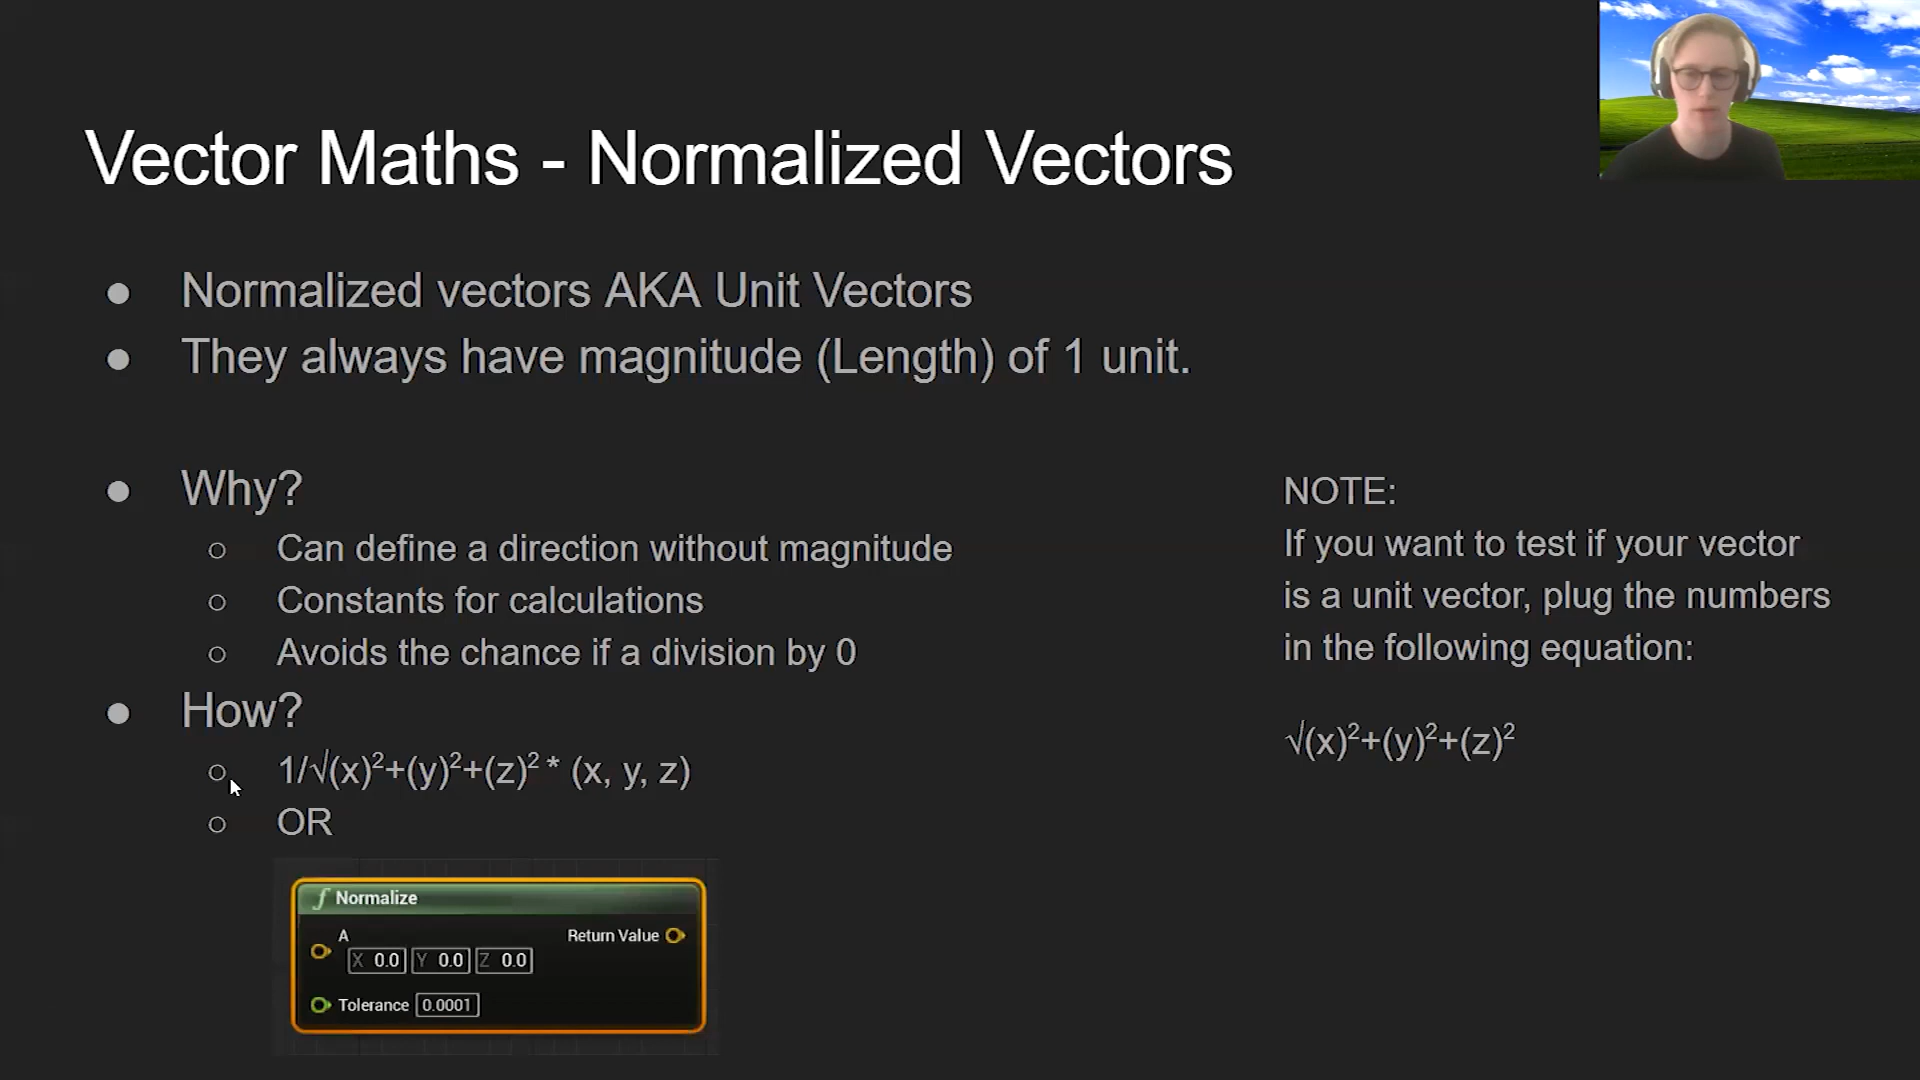 Vector Maths - Normalized Vectors
● Normalized vectors AKA Unit Vectors
● They always have magnitude (Length) of 1 unit.
● Why?
○ Can define a direction without magnitude
○ Constants for calculations
○ Avoids the chance if a division by 0
● How?
○ 1/√(x)²+(y)²+(z)² * (x, y, z)
○ OR
NOTE:
If you want to test if your vector
is a unit vector, plug the numbers
in the following equation:
√(x)²+(y)²+(z)²
f Normalize
A
Return Value
X 0.0 Y 0.0 Z 0.0
Tolerance 0.0001